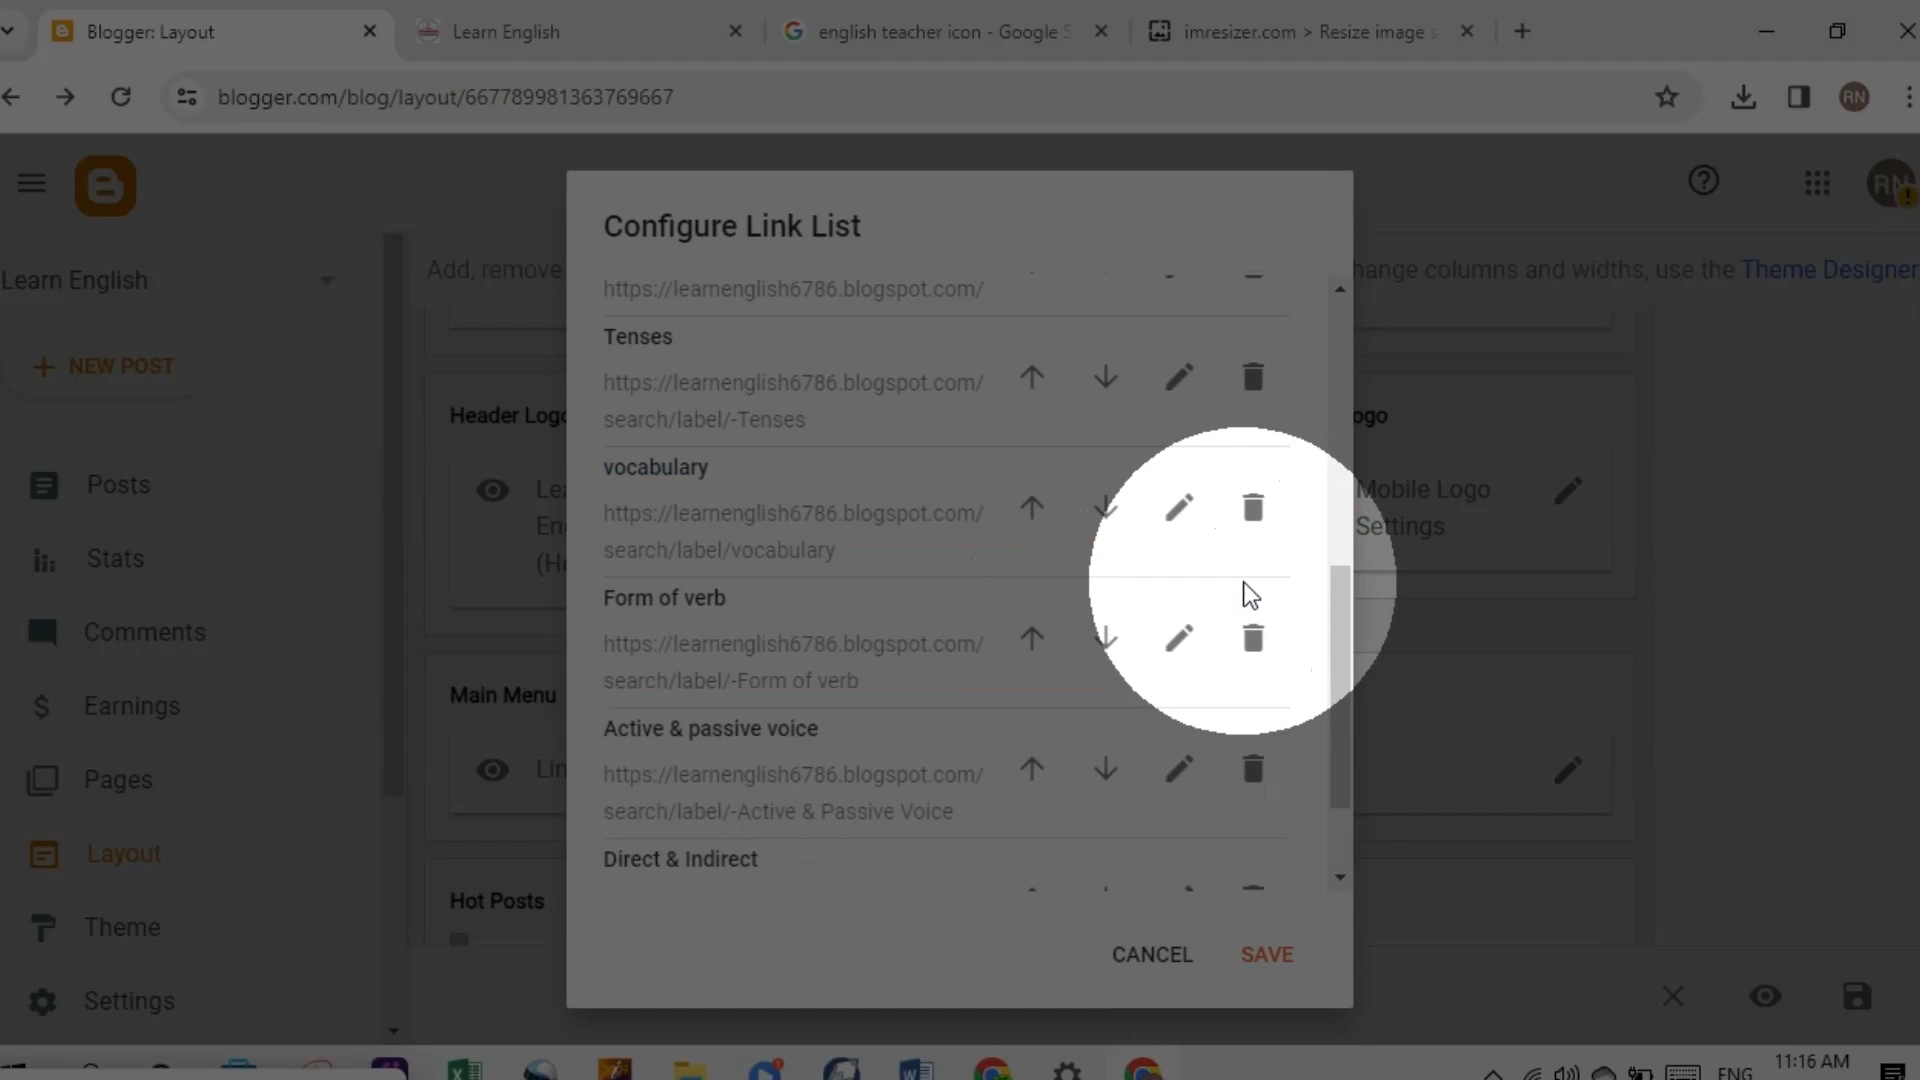 Blogger: Layout
Learn English
english teacher icon - Google S
imresizer.com > Resize image s
blogger.com/blog/layout/6677899813637​69667
RN
RN
Learn English
Add, remove
hange columns and widths, use the Theme Designer
NEW POST
Posts
Stats
Comments
Earnings
Pages
Layout
Theme
Settings
Header Logo
Main Menu
Hot Posts
ogo
Mobile Logo
Settings
Configure Link List
https://learnenglish6786.blogspot.com/
Tenses
https://learnenglish6786.blogspot.com/
search/label/-Tenses
vocabulary
https://learnenglish6786.blogspot.com/
search/label/vocabulary
Form of verb
https://learnenglish6786.blogspot.com/
search/label/-Form of verb
Active & passive voice
https://learnenglish6786.blogspot.com/
search/label/-Active & Passive Voice
Direct & Indirect
CANCEL
SAVE
11:16 AM
ENG